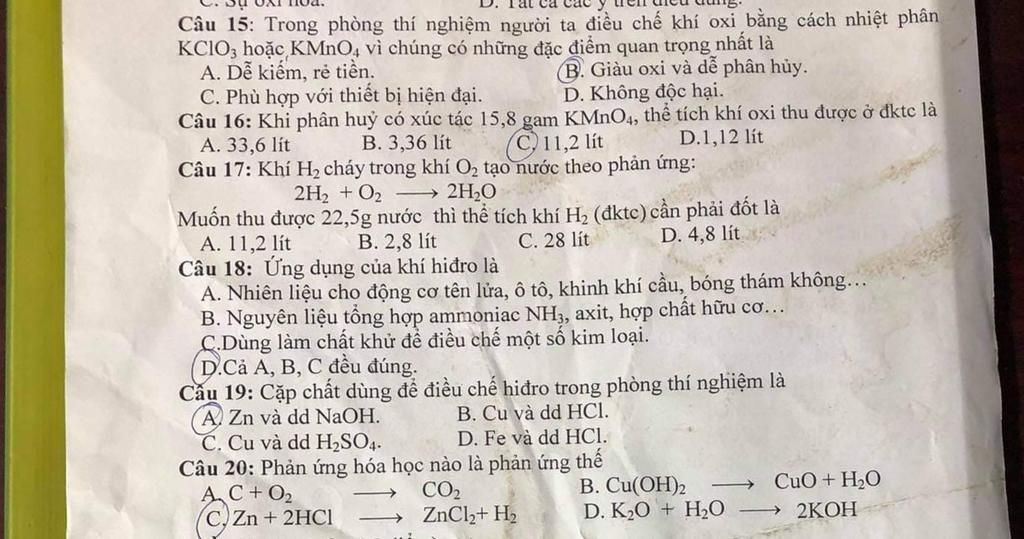 C. Sự oxi hóa. D. Tất cả các ý trên đều đúng.
Câu 15: Trong phòng thí nghiệm người ta điều chế khí oxi bằng cách nhiệt phân
KClO₃ hoặc KMnO₄ vì chúng có những đặc điểm quan trọng nhất là
A. Dễ kiếm, rẻ tiền. B. Giàu oxi và dễ phân hủy.
C. Phù hợp với thiết bị hiện đại. D. Không độc hại.
Câu 16: Khi phân huỷ có xúc tác 15,8 gam KMnO₄, thể tích khí oxi thu được ở đktc là
A. 33,6 lít B. 3,36 lít C. 11,2 lít D.1,12 lít
Câu 17: Khí H₂ cháy trong khí O₂ tạo nước theo phản ứng:
2H₂ + O₂ ⟶ 2H₂O
Muốn thu được 22,5g nước thì thể tích khí H₂ (đktc) cần phải đốt là
A. 11,2 lít B. 2,8 lít C. 28 lít D. 4,8 lít
Câu 18: Ứng dụng của khí hiđro là
A. Nhiên liệu cho động cơ tên lửa, ô tô, khinh khí cầu, bóng thám không…
B. Nguyên liệu tổng hợp ammoniac NH₃, axit, hợp chất hữu cơ…
C.Dùng làm chất khử để điều chế một số kim loại.
D.Cả A, B, C đều đúng.
Câu 19: Cặp chất dùng để điều chế hiđro trong phòng thí nghiệm là
A. Zn và dd NaOH. B. Cu và dd HCl.
C. Cu và dd H₂SO₄. D. Fe và dd HCl.
Câu 20: Phản ứng hóa học nào là phản ứng thế
A. C + O₂ ⟶ CO₂ B. Cu(OH)₂ ⟶ CuO + H₂O
C. Zn + 2HCl ⟶ ZnCl₂+ H₂ D. K₂O + H₂O ⟶ 2KOH